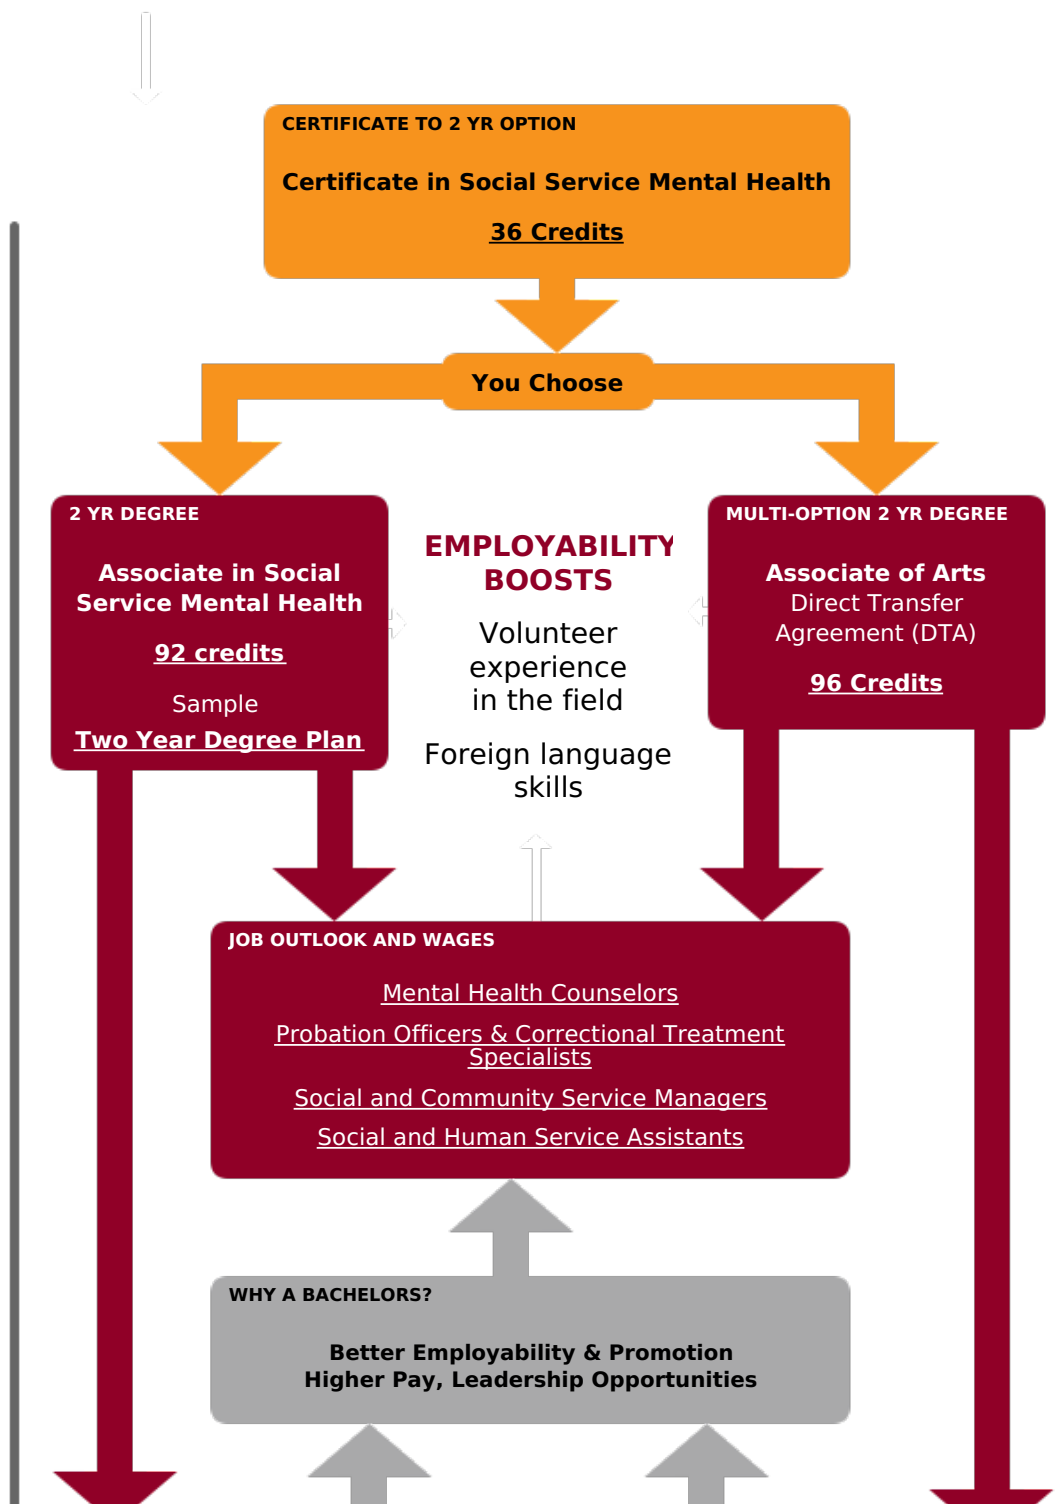 CERTIFICATE TO 2 YR OPTION
Certificate in Social Service Mental Health
36 Credits
You Choose
2 YR DEGREE
Associate in Social
Service Mental Health
92 credits
Sample
Two Year Degree Plan
EMPLOYABILITY
BOOSTS
Volunteer
experience
in the field
Foreign language
skills
MULTI-OPTION 2 YR DEGREE
Associate of Arts
Direct Transfer
Agreement (DTA)
96 Credits
JOB OUTLOOK AND WAGES
Mental Health Counselors
Probation Officers & Correctional Treatment
Specialists
Social and Community Service Managers
Social and Human Service Assistants
WHY A BACHELORS?
Better Employability & Promotion
Higher Pay, Leadership Opportunities